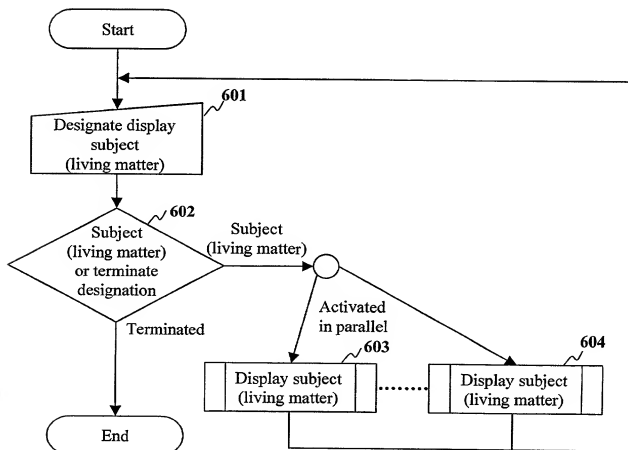 Start
601
Designate display
subject
(living matter)
602
Subject
(living matter)
or terminate
designation
Subject
(living matter)
Terminated
Activated
in parallel
603
Display subject
(living matter)
604
Display subject
(living matter)
End